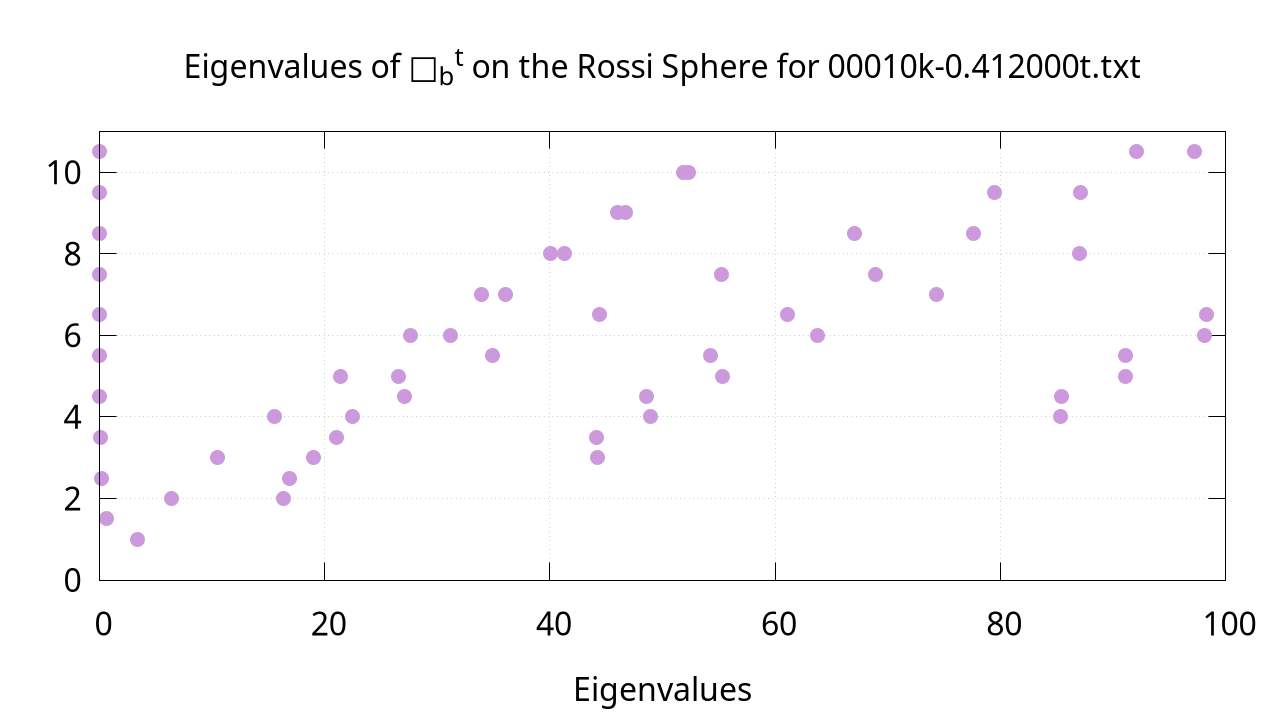 Eigenvalues of □bt on the Rossi Sphere for 00010k-0.412000t.txt
10
8
6
4
2
0
0 20 40 60 80 100
Eigenvalues